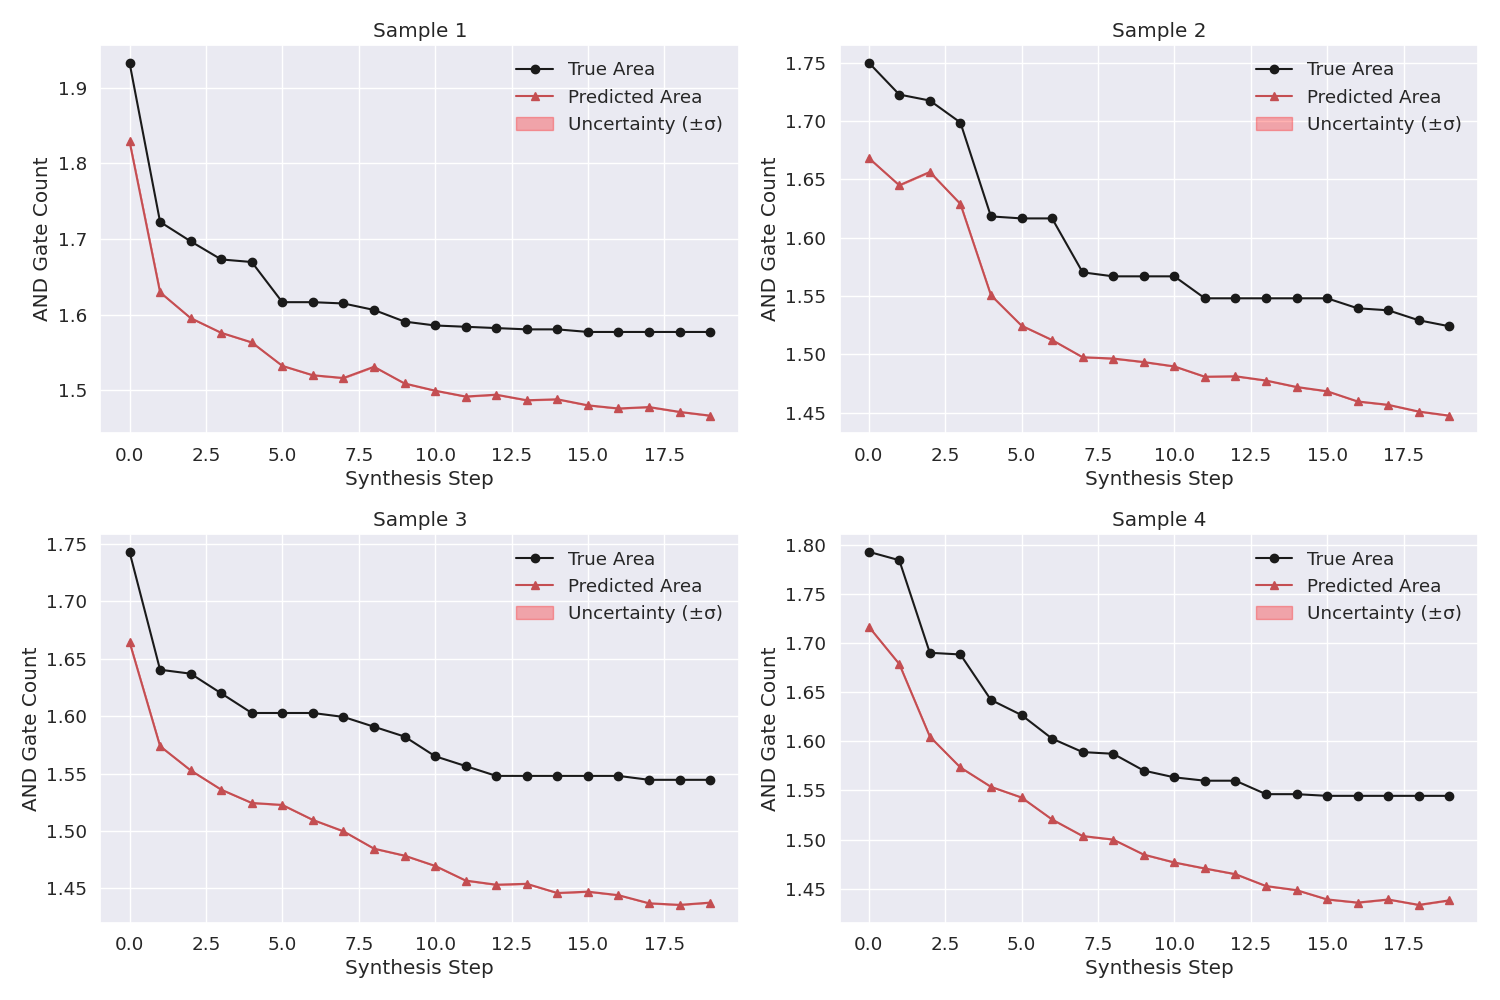 Sample 1
True Area
Predicted Area
Uncertainty (±σ)
AND Gate Count
1.9
1.8
1.7
1.6
1.5
0.0 2.5 5.0 7.5 10.0 12.5 15.0 17.5
Synthesis Step
Sample 2
True Area
Predicted Area
Uncertainty (±σ)
AND Gate Count
1.75
1.70
1.65
1.60
1.55
1.50
1.45
0.0 2.5 5.0 7.5 10.0 12.5 15.0 17.5
Synthesis Step
Sample 3
True Area
Predicted Area
Uncertainty (±σ)
AND Gate Count
1.75
1.70
1.65
1.60
1.55
1.50
1.45
0.0 2.5 5.0 7.5 10.0 12.5 15.0 17.5
Synthesis Step
Sample 4
True Area
Predicted Area
Uncertainty (±σ)
AND Gate Count
1.80
1.75
1.70
1.65
1.60
1.55
1.50
1.45
0.0 2.5 5.0 7.5 10.0 12.5 15.0 17.5
Synthesis Step